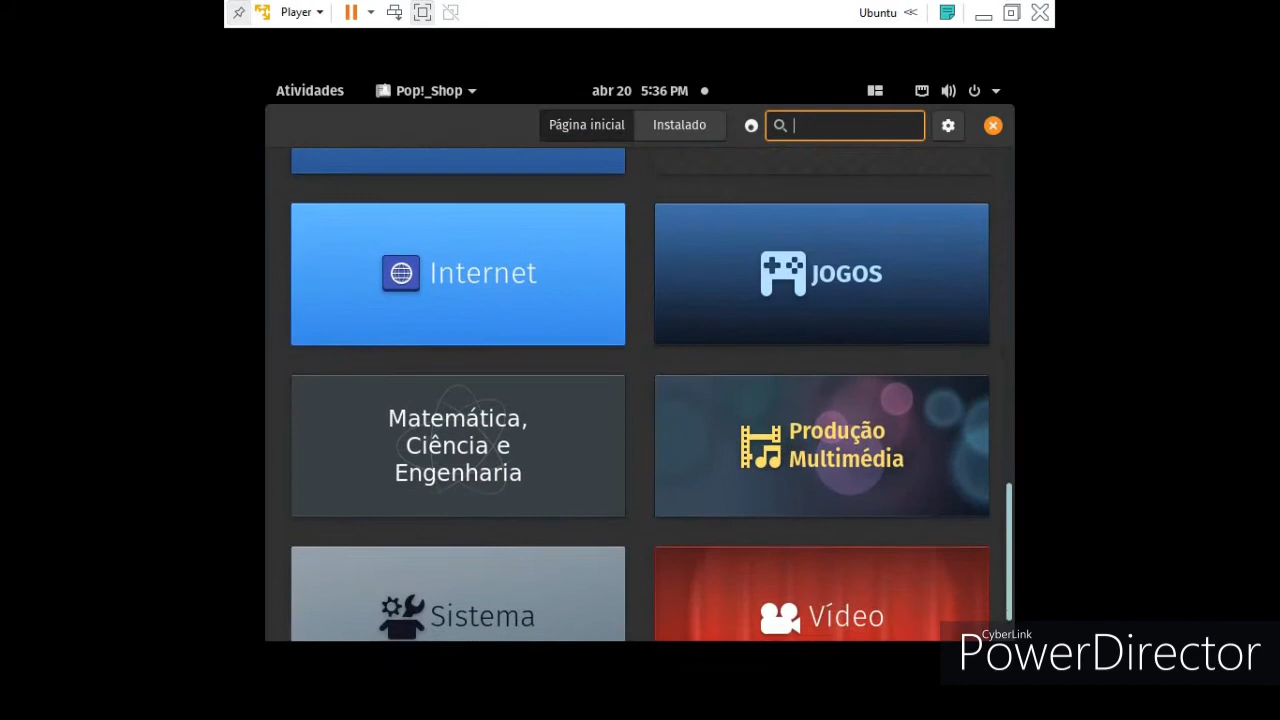 Player
Ubuntu
Atividades
Pop!_Shop
abr 20 5:36 PM
Página inicial
Instalado
Internet
JOGOS
Matemática,
Ciência e
Engenharia
Produção
Multimédia
Sistema
Vídeo
CyberLink
PowerDirector